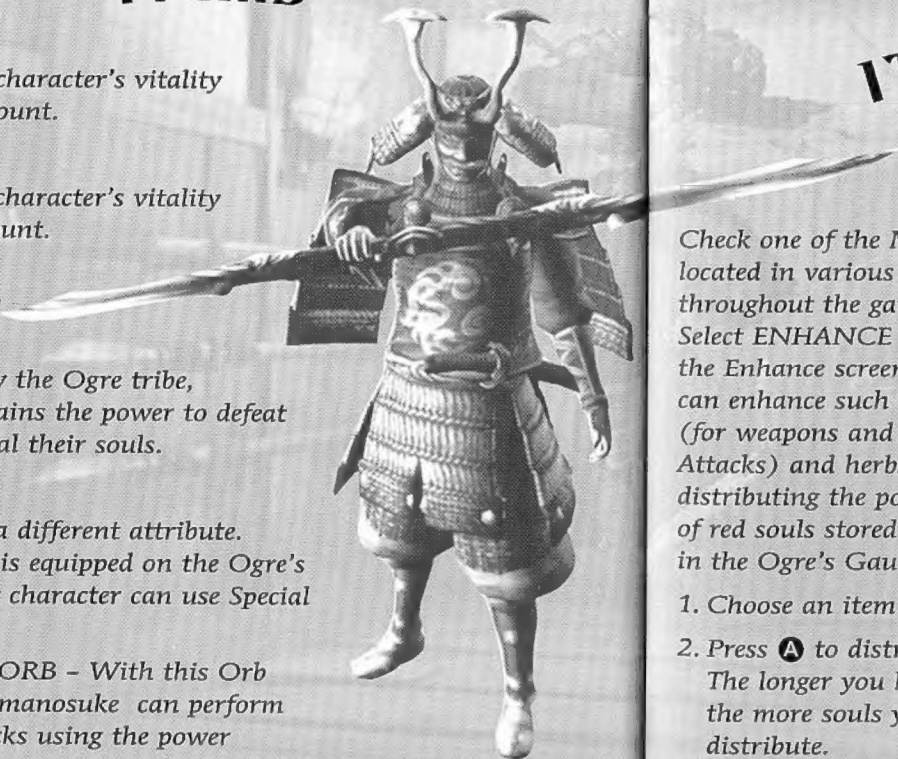 character's vitality
ount.
character's vitality
unt.
y the Ogre tribe,
ains the power to defeat
al their souls.
a different attribute.
is equipped on the Ogre's
character can use Special
ORB – With this Orb
manosuke can perform
cks using the power
Check one of the
located in various
throughout the ga
Select ENHANCE
the Enhance screen
can enhance such
(for weapons and
Attacks) and herb
distributing the po
of red souls stored
in the Ogre's Gau
1. Choose an item
2. Press A to distr
The longer you
the more souls y
distribute.